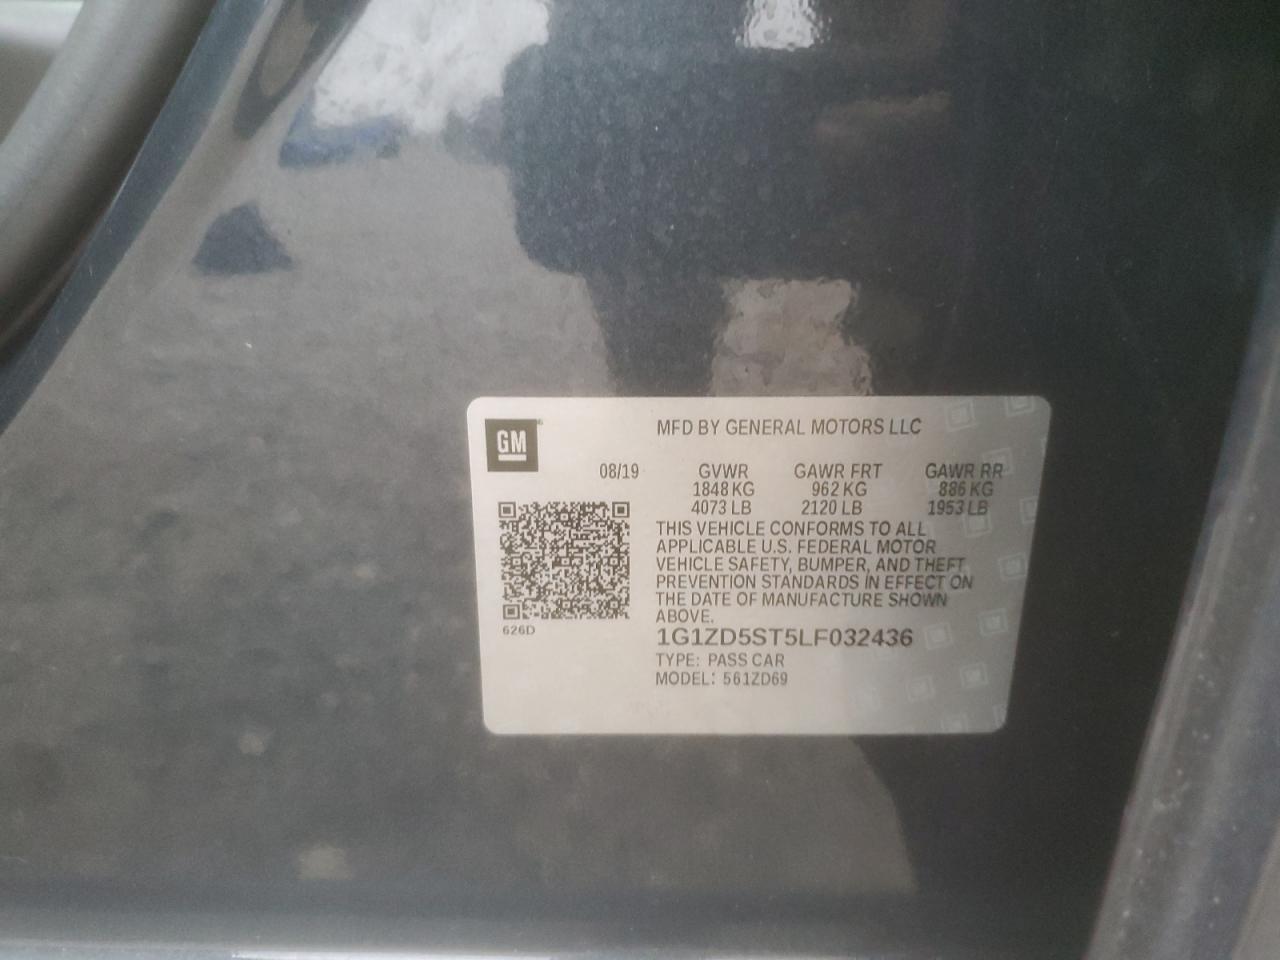 GM
MFD BY GENERAL MOTORS LLC
08/19 GVWR GAWR FRT GAWR RR
1848 KG 962 KG 886 KG
4073 LB 2120 LB 1953 LB
THIS VEHICLE CONFORMS TO ALL
APPLICABLE U.S. FEDERAL MOTOR
VEHICLE SAFETY, BUMPER, AND THEFT
PREVENTION STANDARDS IN EFFECT ON
THE DATE OF MANUFACTURE SHOWN
ABOVE.
626D
1G1ZD5ST5LF032436
TYPE: PASS CAR
MODEL: 561ZD69